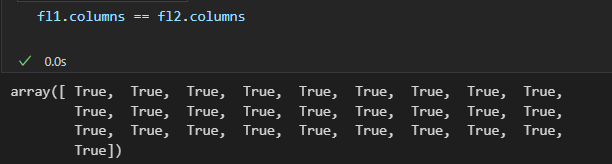 fl1.columns == fl2.columns
0.0s
array([ True,  True,  True,  True,  True,  True,  True,  True,  True,
        True,  True,  True,  True,  True,  True,  True,  True,  True,
        True,  True,  True,  True,  True,  True,  True,  True,  True,
        True])